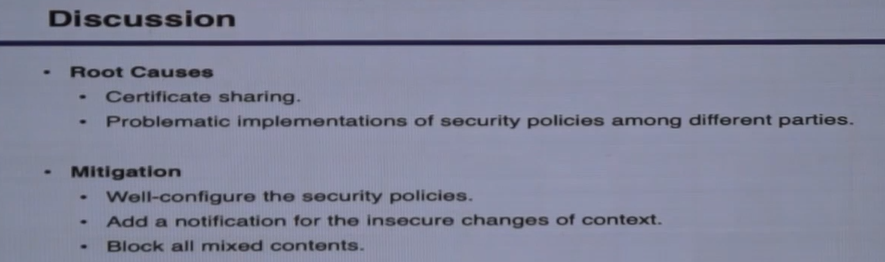 Discussion
• Root Causes
• Certificate sharing.
• Problematic implementations of security policies among different parties.
• Mitigation
• Well-configure the security policies.
• Add a notification for the insecure changes of context.
• Block all mixed contents.